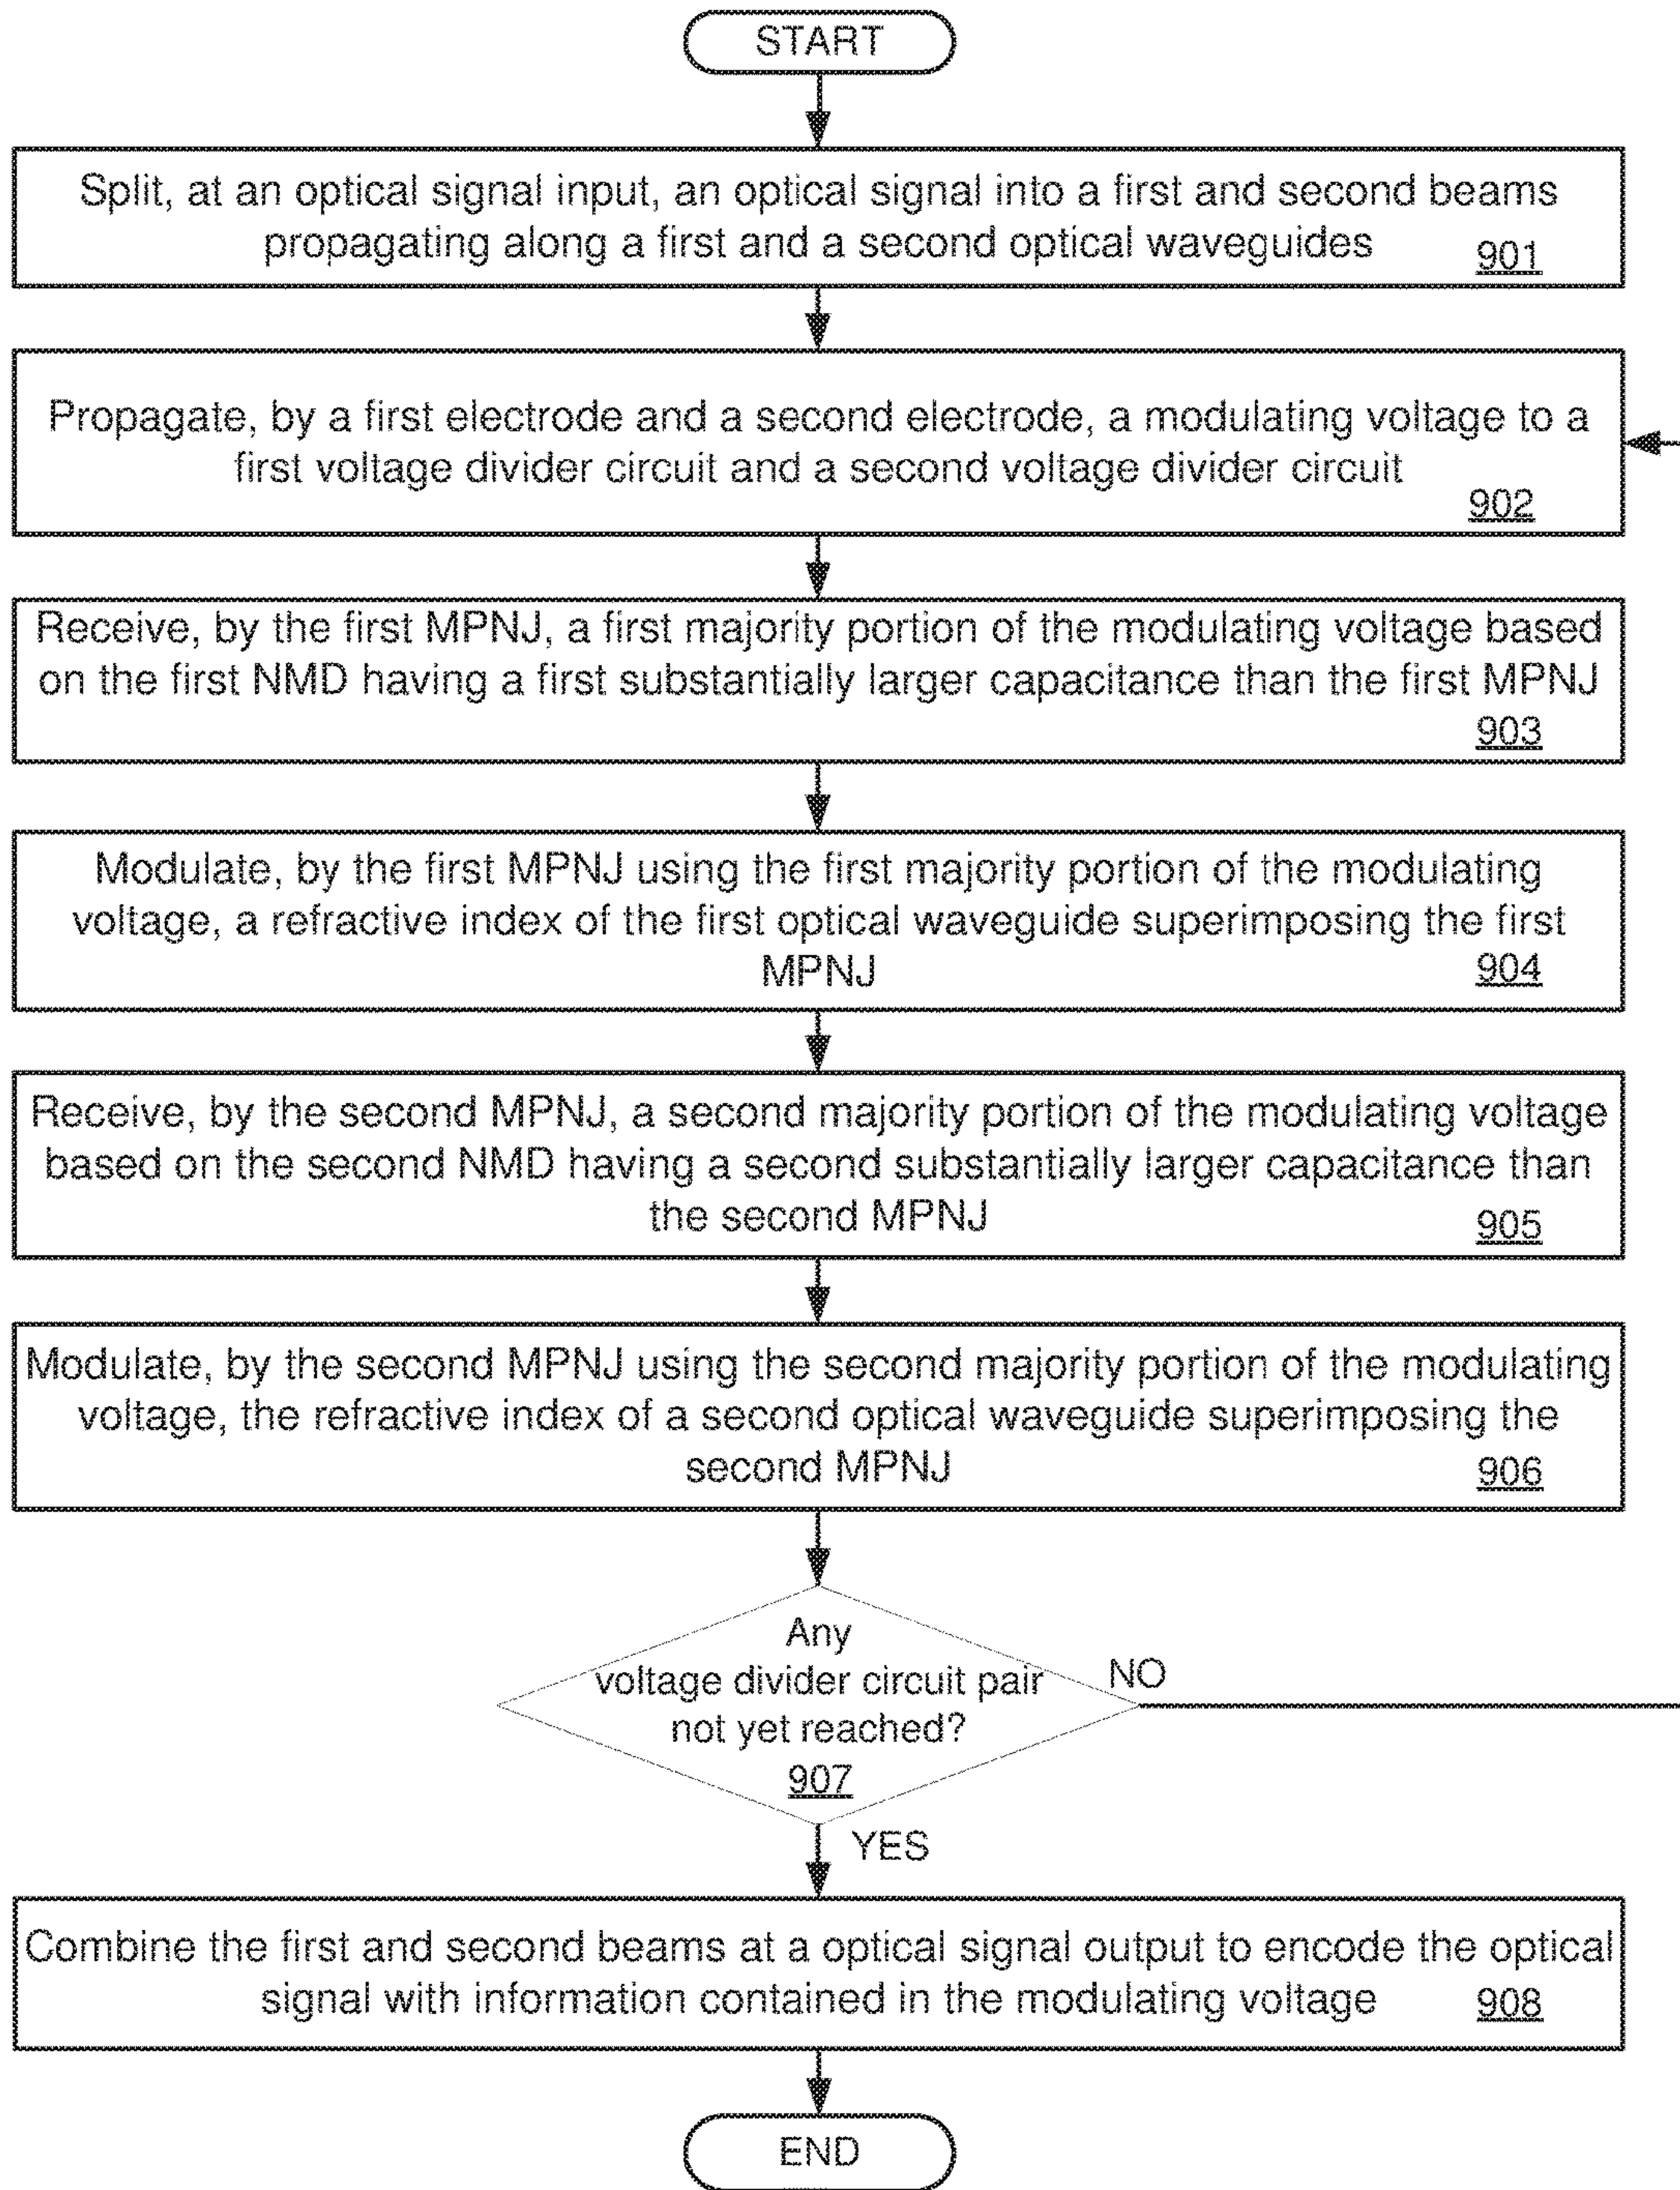 START
Split, at an optical signal input, an optical signal into a first and second beams
propagating along a first and a second optical waveguides
901
Propagate, by a first electrode and a second electrode, a modulating voltage to a
first voltage divider circuit and a second voltage divider circuit
902
Receive, by the first MPNJ, a first majority portion of the modulating voltage based
on the first NMD having a first substantially larger capacitance than the first MPNJ
903
Modulate, by the first MPNJ using the first majority portion of the modulating
voltage, a refractive index of the first optical waveguide superimposing the first
MPNJ
904
Receive, by the second MPNJ, a second majority portion of the modulating voltage
based on the second NMD having a second substantially larger capacitance than
the second MPNJ
905
Modulate, by the second MPNJ using the second majority portion of the modulating
voltage, the refractive index of a second optical waveguide superimposing the
second MPNJ
906
Any
voltage divider circuit pair
not yet reached?
907
NO
YES
Combine the first and second beams at a optical signal output to encode the optical
signal with information contained in the modulating voltage
908
END